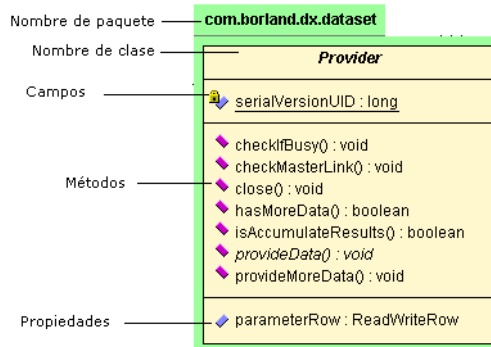 Nombre de paquete com.borland.dx.dataset
Nombre de clase Provider
Campos serialVersionUID : long
checkIfBusy() : void
checkMasterLink() : void
Métodos close() : void
hasMoreData() : boolean
isAccumulateResults() : boolean
provideData() : void
provideMoreData() : void
Propiedades parameterRow : ReadWriteRow